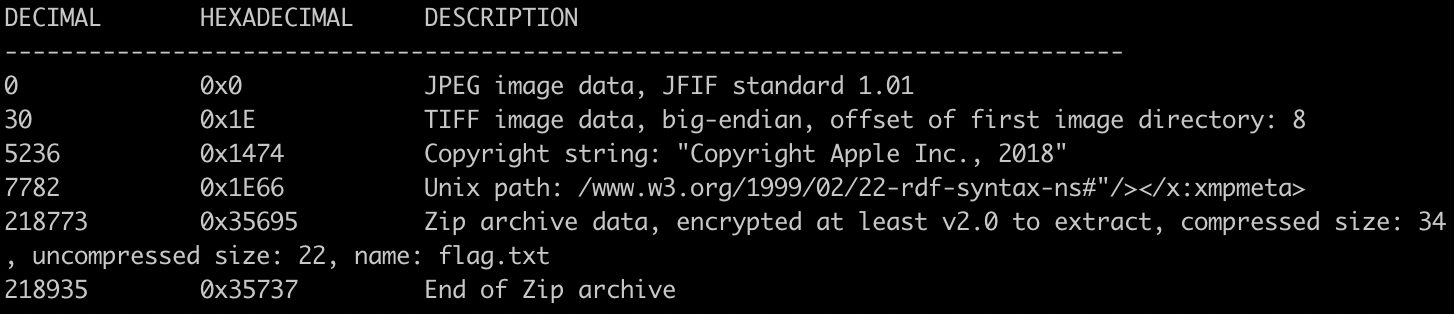 DECIMAL       HEXADECIMAL     DESCRIPTION
--------------------------------------------------------------------------------
0             0x0             JPEG image data, JFIF standard 1.01
30            0x1E            TIFF image data, big-endian, offset of first image directory: 8
5236          0x1474          Copyright string: "Copyright Apple Inc., 2018"
7782          0x1E66          Unix path: /www.w3.org/1999/02/22-rdf-syntax-ns#"/></x:xmpmeta>
218773        0x35695         Zip archive data, encrypted at least v2.0 to extract, compressed size: 34
, uncompressed size: 22, name: flag.txt
218935        0x35737         End of Zip archive